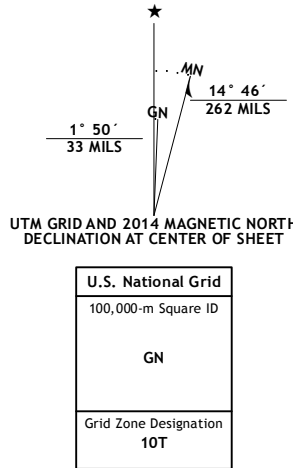 ★
MN
GN
14° 46´
262 MILS
1° 50´
33 MILS
UTM GRID AND 2014 MAGNETIC NORTH
DECLINATION AT CENTER OF SHEET
U.S. National Grid
100,000-m Square ID
GN
Grid Zone Designation
10T